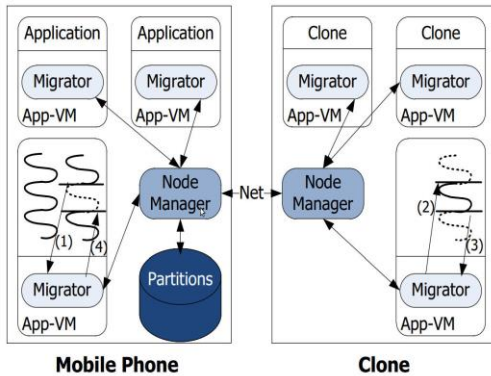 Application
Application
Migrator
Migrator
App-VM
App-VM
Node
Manager
(1)
(4)
Migrator
App-VM
Partitions
Mobile Phone
Net
Clone
Clone
Migrator
Migrator
App-VM
App-VM
Node
Manager
(2)
(3)
Migrator
App-VM
Clone